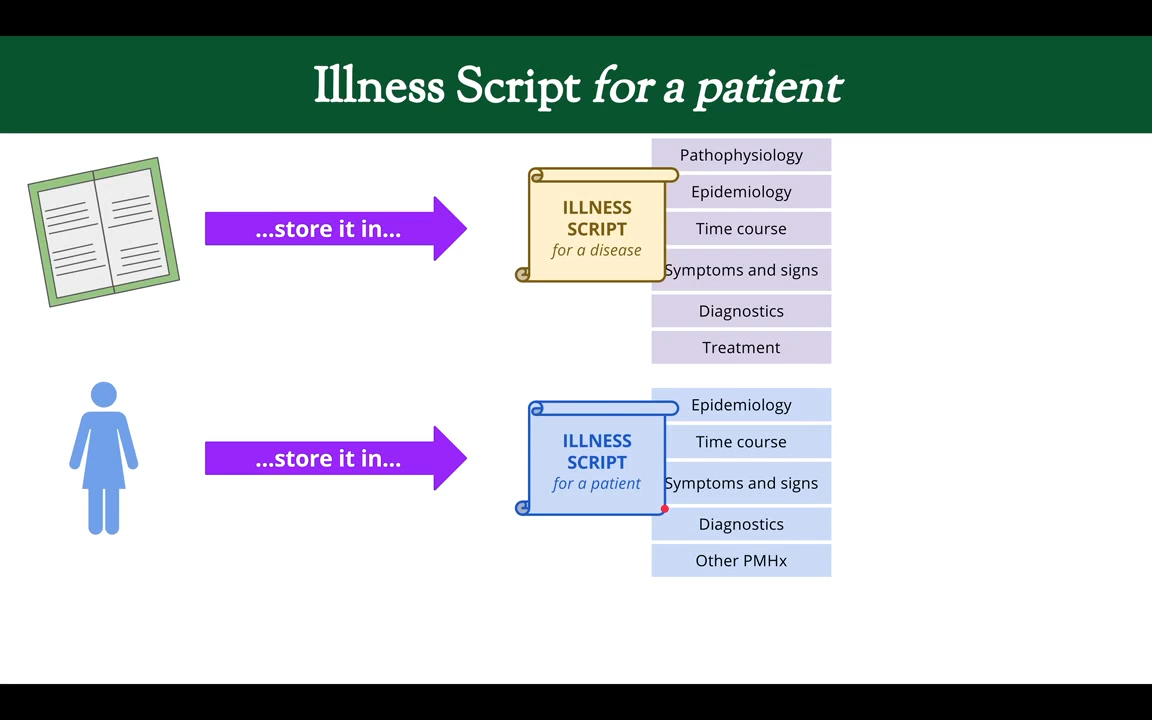 Illness Script for a patient
...store it in...
ILLNESS
SCRIPT
for a disease
Pathophysiology
Epidemiology
Time course
Symptoms and signs
Diagnostics
Treatment
...store it in...
ILLNESS
SCRIPT
for a patient
Epidemiology
Time course
Symptoms and signs
Diagnostics
Other PMHx